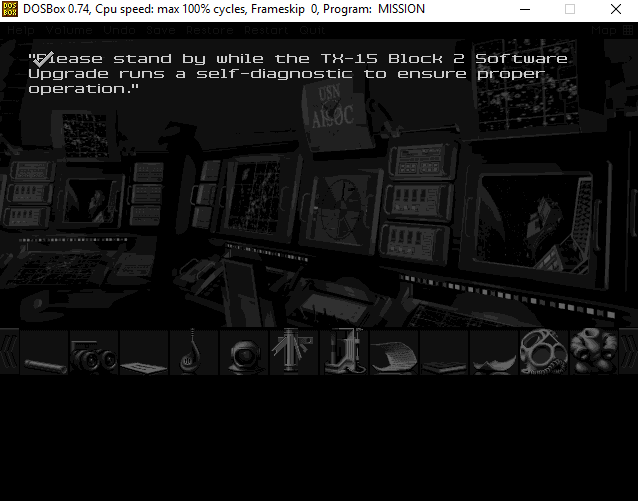 DOSBox 0.74, Cpu speed: max 100% cycles, Frameskip 0, Program: MISSION
Help Volume Undo Save Restore Restart Quit Map
"Please stand by while the TX-15 Block 2 Software
Upgrade runs a self-diagnostic to ensure proper
operation."
USN
AISOC